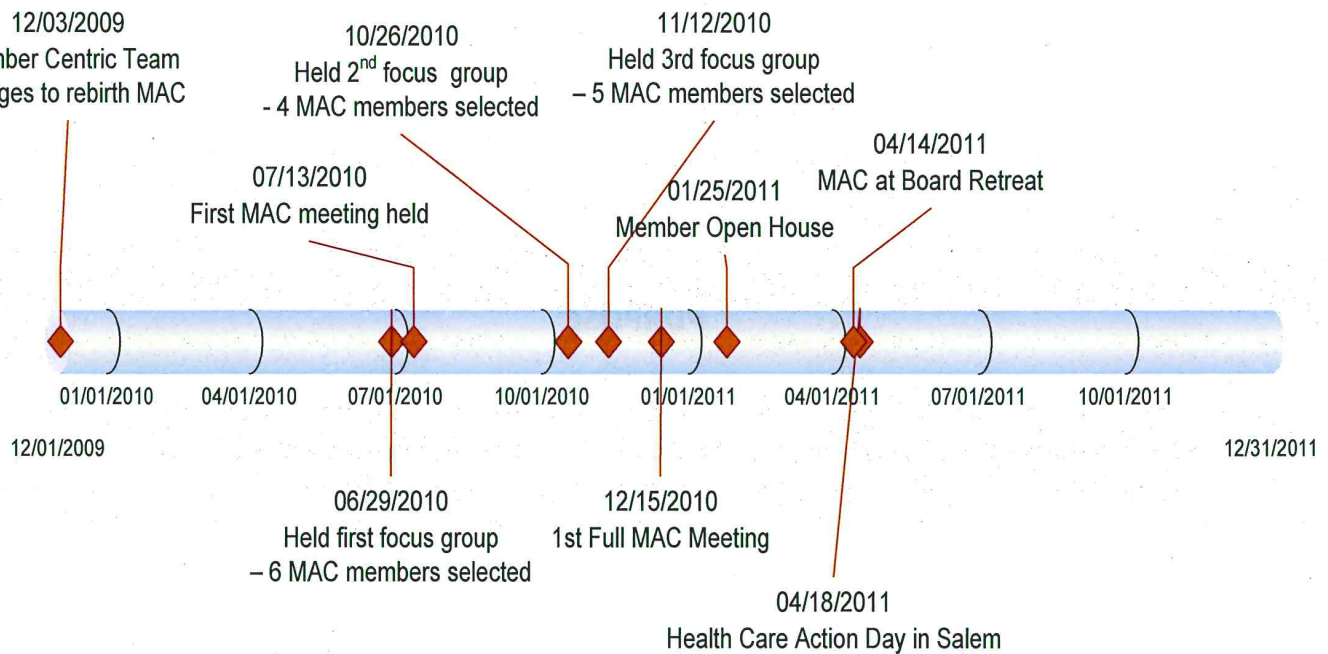 12/03/2009
Centric Team
to rebirth MAC
10/26/2010
Held 2nd focus group
- 4 MAC members selected
11/12/2010
Held 3rd focus group
– 5 MAC members selected
07/13/2010
First MAC meeting held
01/25/2011
Member Open House
04/14/2011
MAC at Board Retreat
01/01/2010
04/01/2010
07/01/2010
10/01/2010
01/01/2011
04/01/2011
07/01/2011
10/01/2011
12/01/2009
12/31/2011
06/29/2010
Held first focus group
– 6 MAC members selected
12/15/2010
1st Full MAC Meeting
04/18/2011
Health Care Action Day in Salem